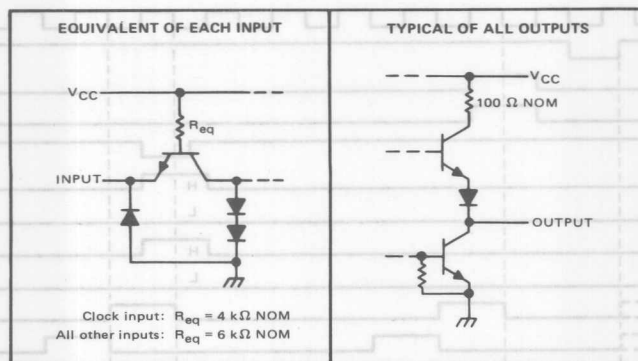 EQUIVALENT OF EACH INPUT
VCC
Req
INPUT
Clock input: Req = 4 kΩ NOM
All other inputs: Req = 6 kΩ NOM
TYPICAL OF ALL OUTPUTS
VCC
100 Ω NOM
OUTPUT